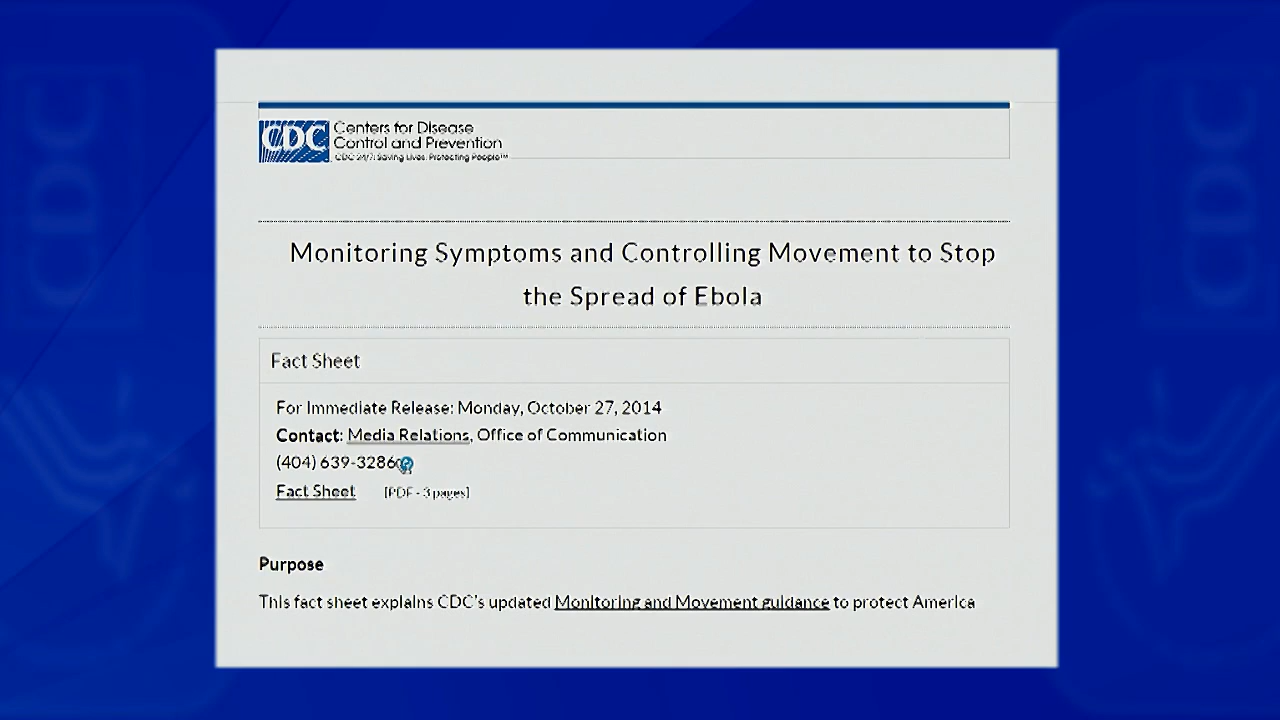 CDC
CDC
CDC
Centers for Disease
Control and Prevention
CDC 24/7: Saving Lives. Protecting People™
Monitoring Symptoms and Controlling Movement to Stop
the Spread of Ebola
Fact Sheet
For Immediate Release: Monday, October 27, 2014
Contact: Media Relations, Office of Communication
(404) 639-3286
Fact Sheet [PDF - 3 pages]
Purpose
This fact sheet explains CDC's updated Monitoring and Movement guidance to protect America